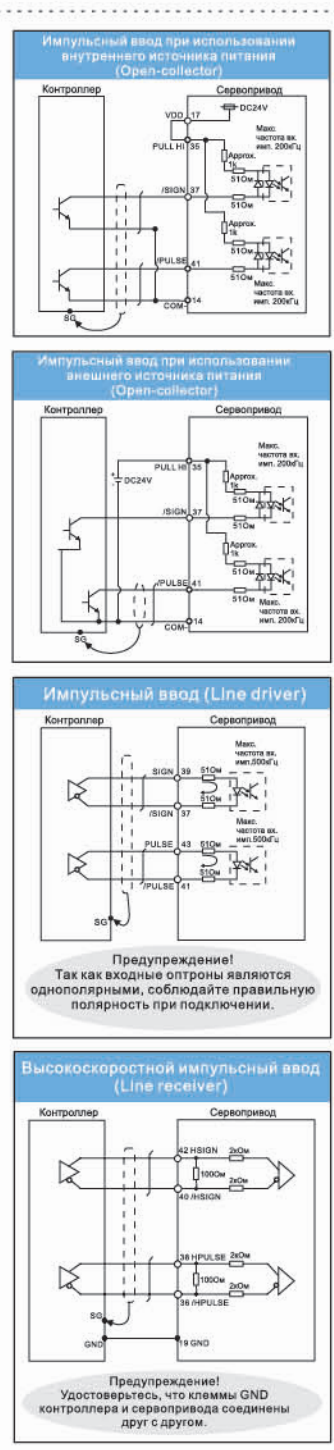 Импульсный ввод при использовании
внутреннего источника питания
(Open-collector)
Контроллер
Сервопривод
VDD 17
DC24V
PULL HI 35
Макс.
частота вх.
имп. 200кГц
Approx.
1k
51Ом
/SIGN 37
51Ом
Approx.
1k
51Ом
/PULSE 41
51Ом
14
COM-
SG
Макс.
частота вх.
имп. 200кГц
Импульсный ввод при использовании
внешнего источника питания
(Open-collector)
Контроллер
Сервопривод
PULL HI 35
DC24V
Макс.
частота вх.
имп. 200кГц
Approx.
1k
51Ом
/SIGN 37
51Ом
Approx.
1k
51Ом
/PULSE 41
51Ом
14
COM-
SG
Макс.
частота вх.
имп. 200кГц
Импульсный ввод (Line driver)
Контроллер
Сервопривод
Макс.
частота вх.
имп.500кГц
SIGN 39 51Ом
51Ом
/SIGN 37
Макс.
частота вх.
имп.500кГц
PULSE 43 51Ом
51Ом
/PULSE 41
SG
Предупреждение!
Так как входные оптроны являются
однополярными, соблюдайте правильную
полярность при подключении.
Высокоскоростной импульсный ввод
(Line receiver)
Контроллер
Сервопривод
42 HSIGN 2кОм
100Ом
2кОм
40 /HSIGN
38 HPULSE 2кОм
100Ом
2кОм
36 /HPULSE
SG
GND
19 GND
Предупреждение!
Удостоверьтесь, что клеммы GND
контроллера и сервопривода соединены
друг с другом.